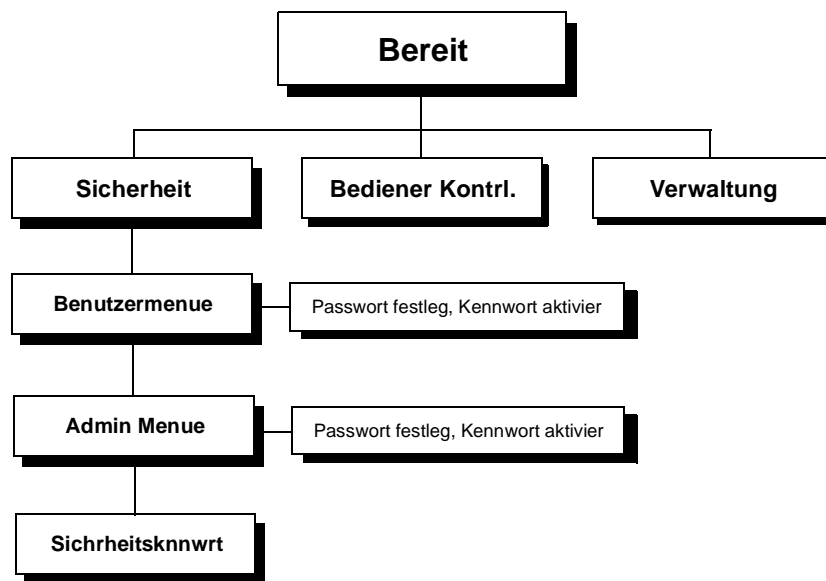 Bereit
Sicherheit
Bediener Kontrl.
Verwaltung
Benutzermenue
Passwort festleg, Kennwort aktivier
Admin Menue
Passwort festleg, Kennwort aktivier
Sichrheitsknnwrt